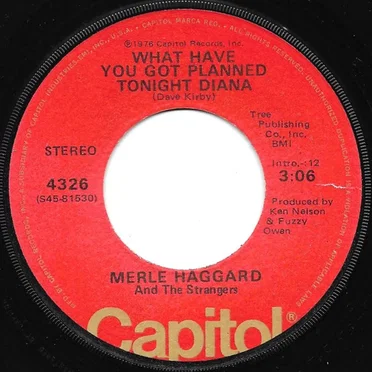 ℗1976 Capitol Records, Inc.
WHAT HAVE
YOU GOT PLANNED
TONIGHT DIANA
(Dave Kirby)
Tree
Publishing
Co., Inc.
BMI
STEREO
Intro.-:12
4326
3:06
(S45-81530)
Produced by
Ken Nelson
& Fuzzy
Owen
MERLE HAGGARD
And The Strangers
Capitol®